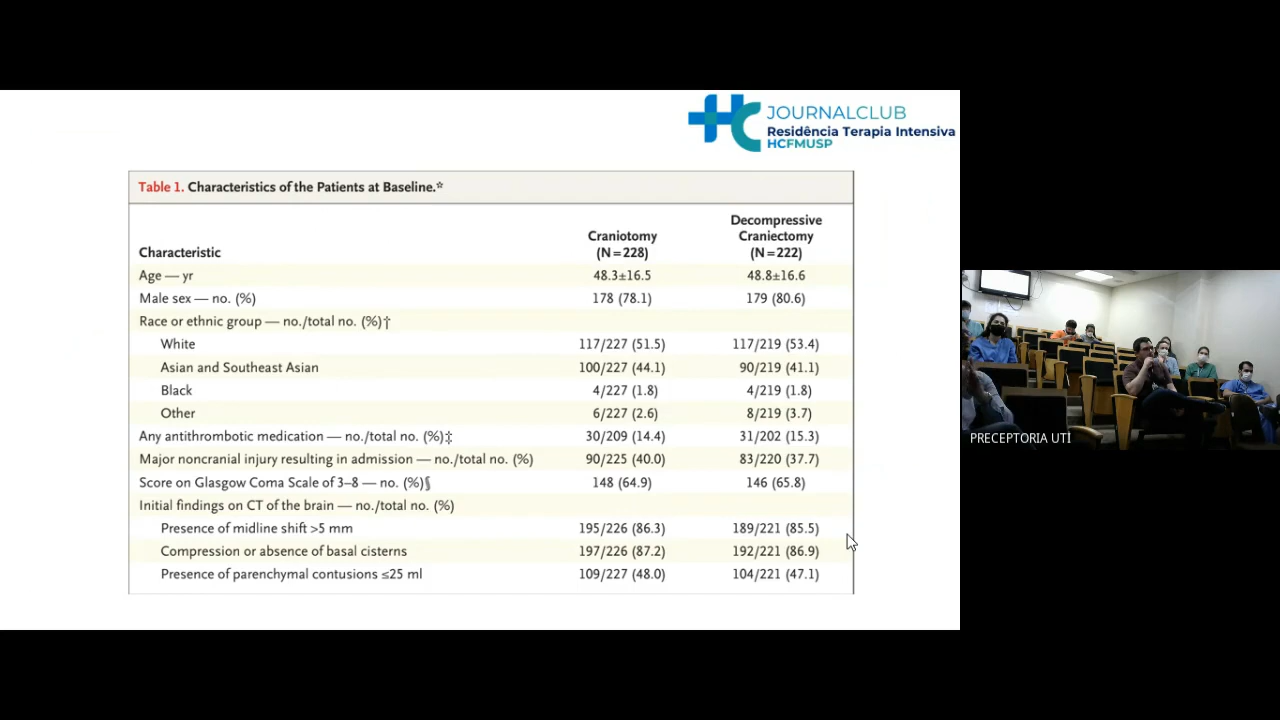 JOURNALCLUB
Residência Terapia Intensiva
HCFMUSP
Table 1. Characteristics of the Patients at Baseline.*
Characteristic Craniotomy (N=228) Decompressive Craniectomy (N=222)
Age — yr 48.3±16.5 48.8±16.6
Male sex — no. (%) 178 (78.1) 179 (80.6)
Race or ethnic group — no./total no. (%)†
White 117/227 (51.5) 117/219 (53.4)
Asian and Southeast Asian 100/227 (44.1) 90/219 (41.1)
Black 4/227 (1.8) 4/219 (1.8)
Other 6/227 (2.6) 8/219 (3.7)
Any antithrombotic medication — no./total no. (%)‡ 30/209 (14.4) 31/202 (15.3)
Major noncranial injury resulting in admission — no./total no. (%) 90/225 (40.0) 83/220 (37.7)
Score on Glasgow Coma Scale of 3–8 — no. (%)§ 148 (64.9) 146 (65.8)
Initial findings on CT of the brain — no./total no. (%)
Presence of midline shift >5 mm 195/226 (86.3) 189/221 (85.5)
Compression or absence of basal cisterns 197/226 (87.2) 192/221 (86.9)
Presence of parenchymal contusions ≤25 ml 109/227 (48.0) 104/221 (47.1)
PRECEPTORIA UTI